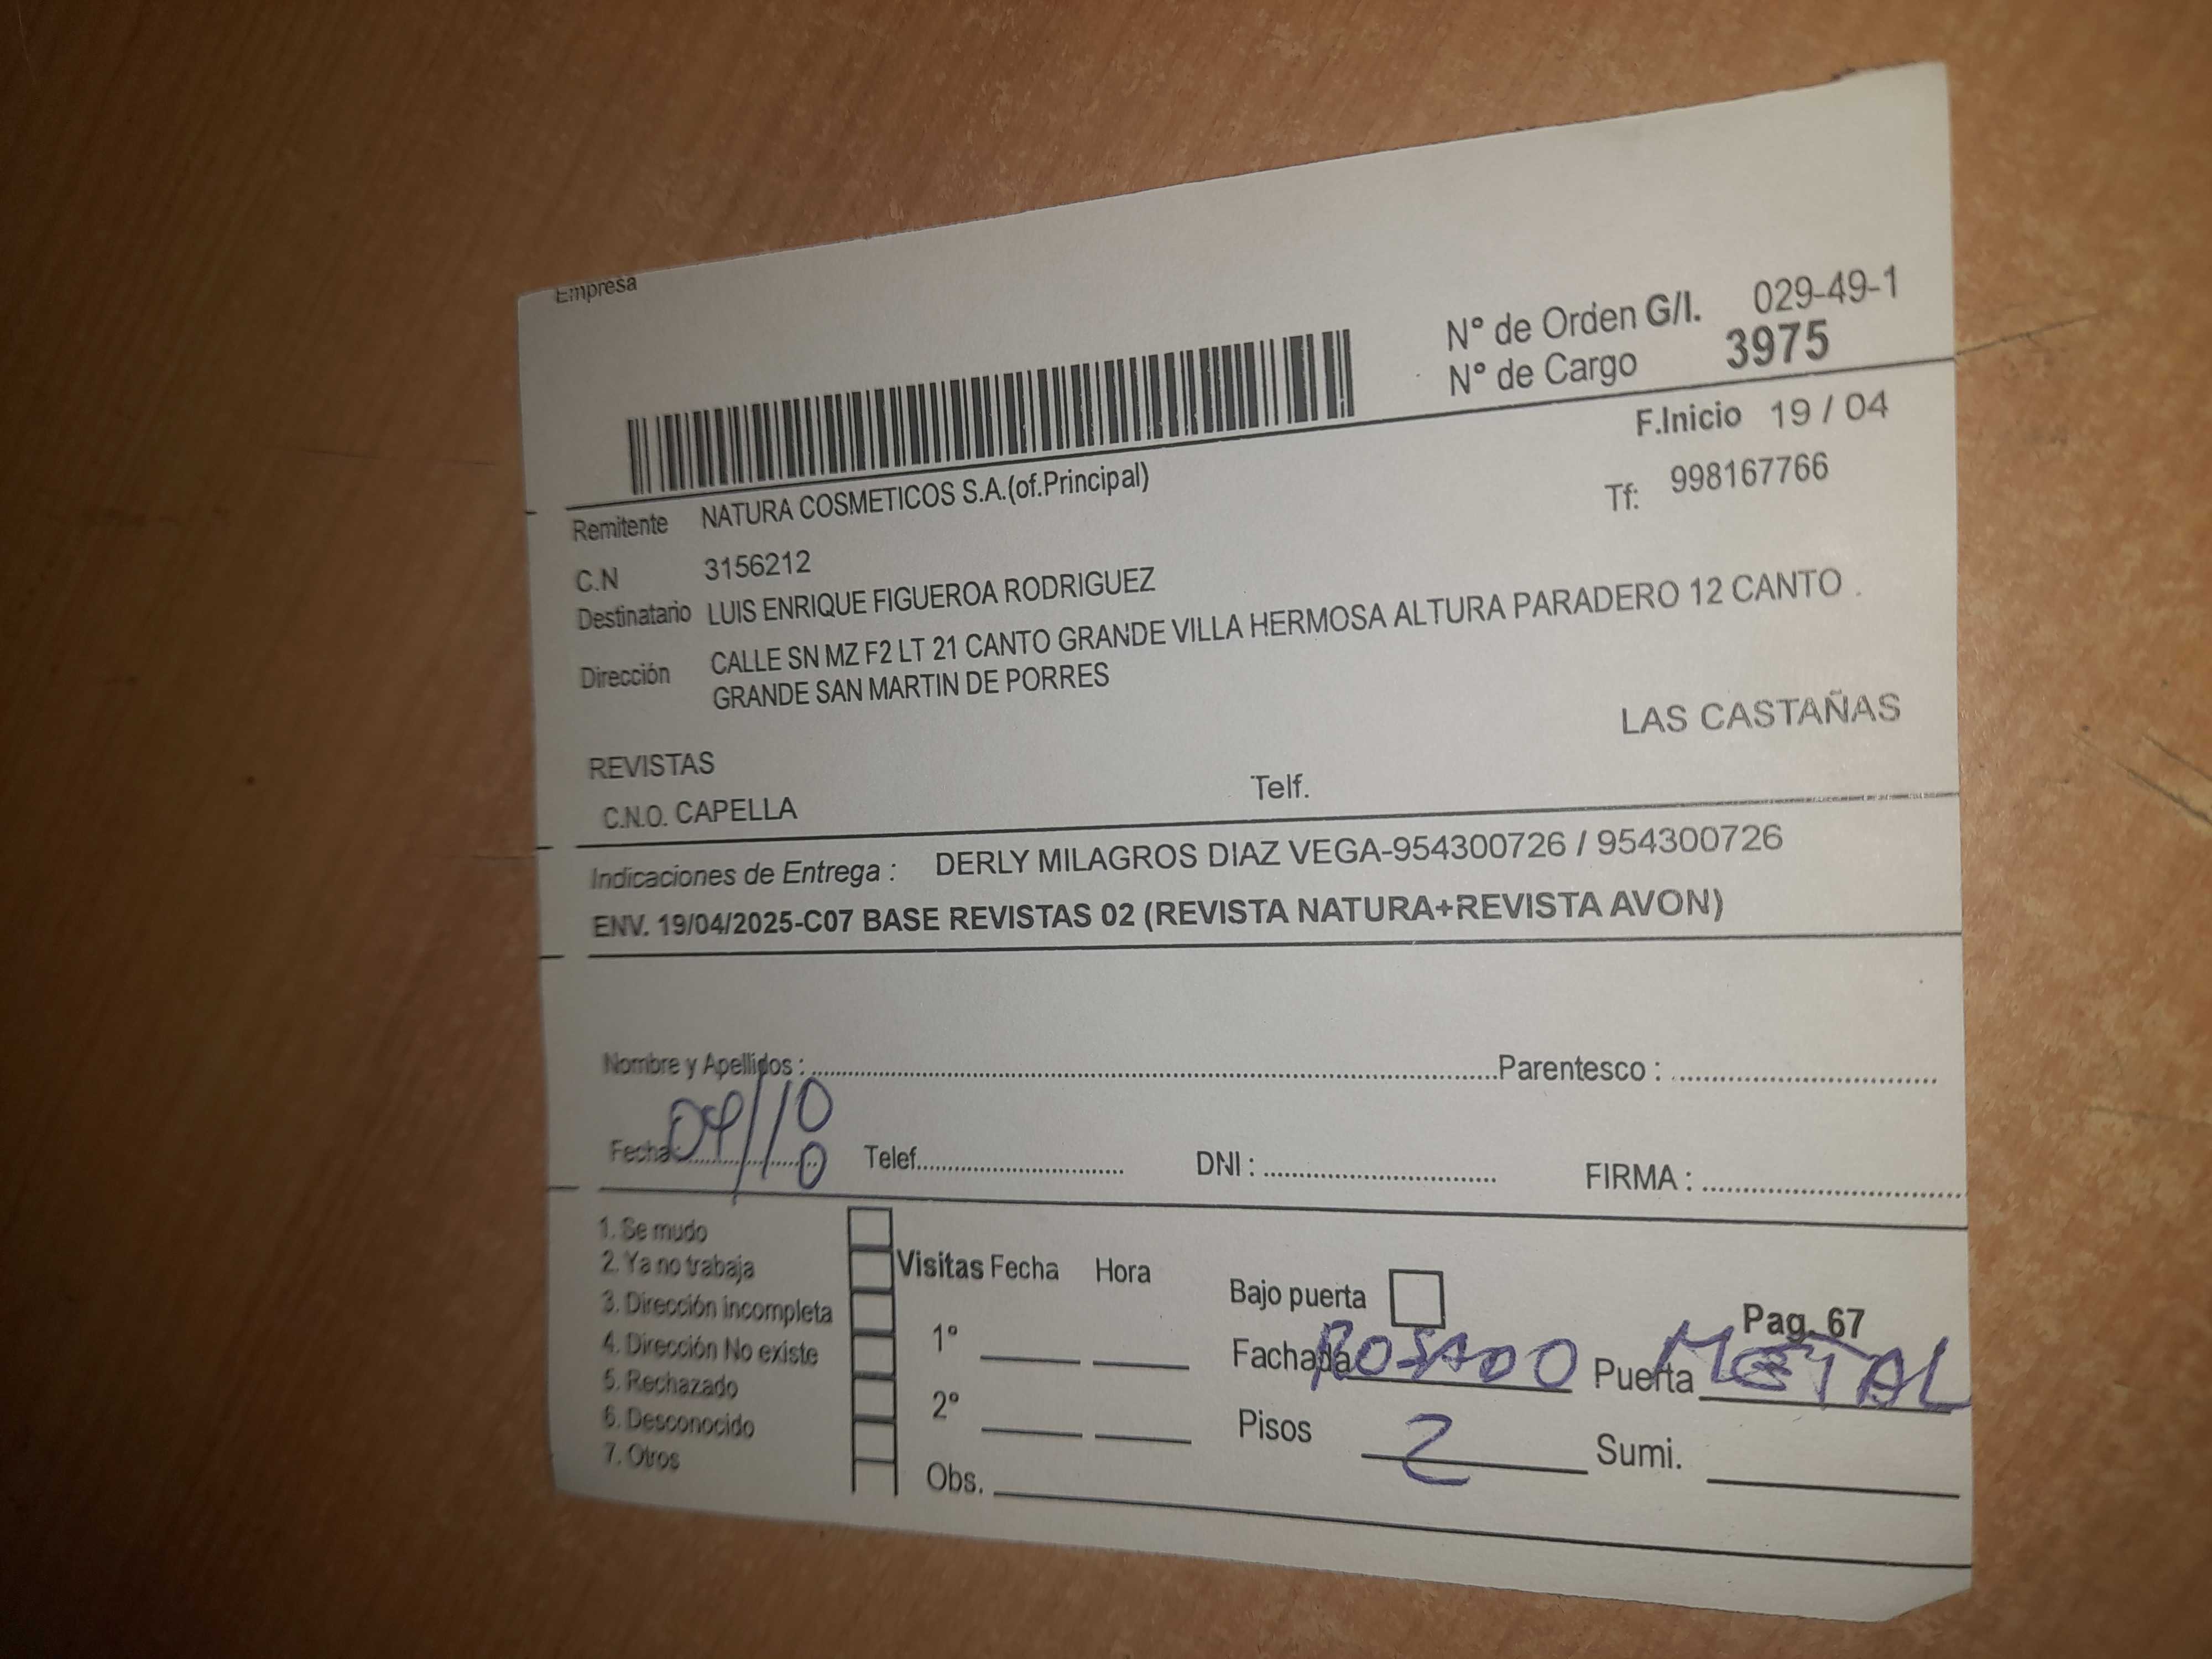 Empresa
N° de Orden G/I. 029-49-1
N° de Cargo 3975
F.Inicio 19 / 04
Remitente NATURA COSMETICOS S.A.(of.Principal)
Tf: 998167766
C.N 3156212
Destinatario LUIS ENRIQUE FIGUEROA RODRIGUEZ
Dirección CALLE SN MZ F2 LT 21 CANTO GRANDE VILLA HERMOSA ALTURA PARADERO 12 CANTO
GRANDE SAN MARTIN DE PORRES
LAS CASTAÑAS
REVISTAS
C.N.O. CAPELLA Telf.
Indicaciones de Entrega : DERLY MILAGROS DIAZ VEGA-954300726 / 954300726
ENV. 19/04/2025-C07 BASE REVISTAS 02 (REVISTA NATURA+REVISTA AVON)
Nombre y Apellidos : Parentesco :
Fecha: Telef. DNI : FIRMA :
1. Se mudo
2. Ya no trabaja
3. Dirección incompleta
4. Dirección No existe
5. Rechazado
6. Desconocido
7. Otros
Visitas Fecha Hora
1°
2°
Obs.
Bajo puerta
Pag. 67
Fachada ROSADO Puerta METAL
Pisos 2 Sumi.